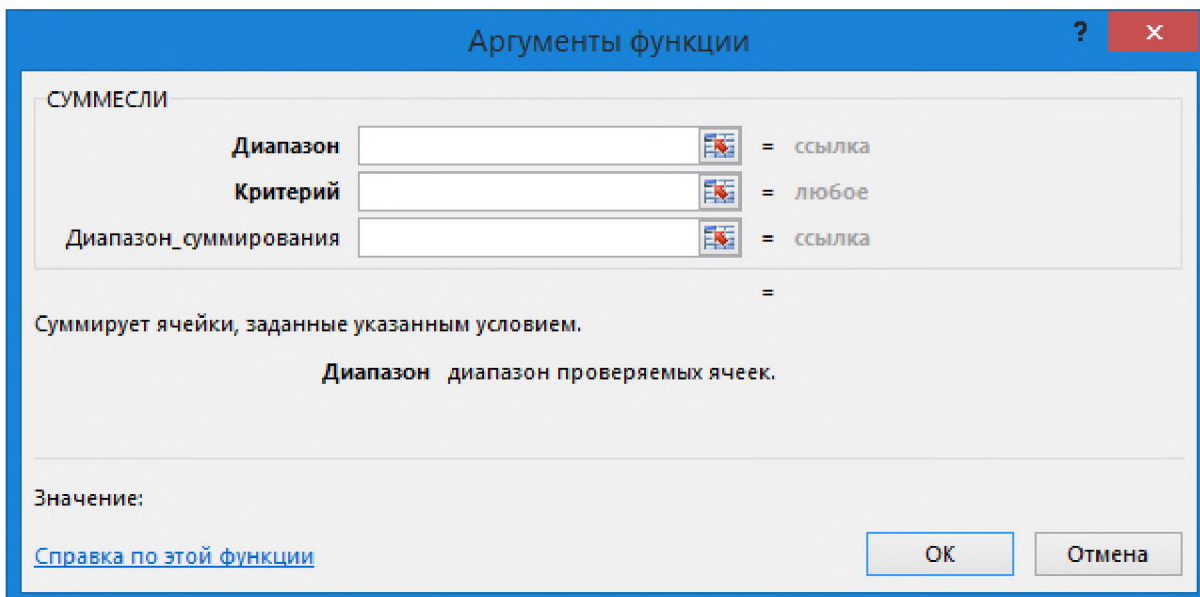 Аргументы функции
? ×
СУММЕСЛИ
Диапазон = ссылка
Критерий = любое
Диапазон_суммирования = ссылка
=
Суммирует ячейки, заданные указанным условием.
Диапазон диапазон проверяемых ячеек.
Значение:
Справка по этой функции
ОК Отмена